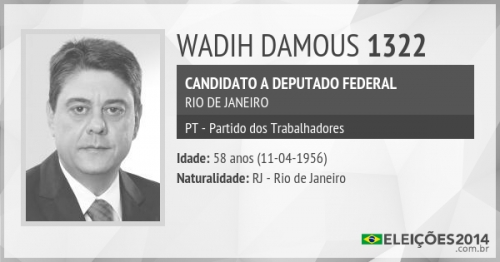 WADIH DAMOUS 1322
CANDIDATO A DEPUTADO FEDERAL
RIO DE JANEIRO
PT - Partido dos Trabalhadores
Idade: 58 anos (11-04-1956)
Naturalidade: RJ - Rio de Janeiro
ELEIÇÕES2014
.com.br